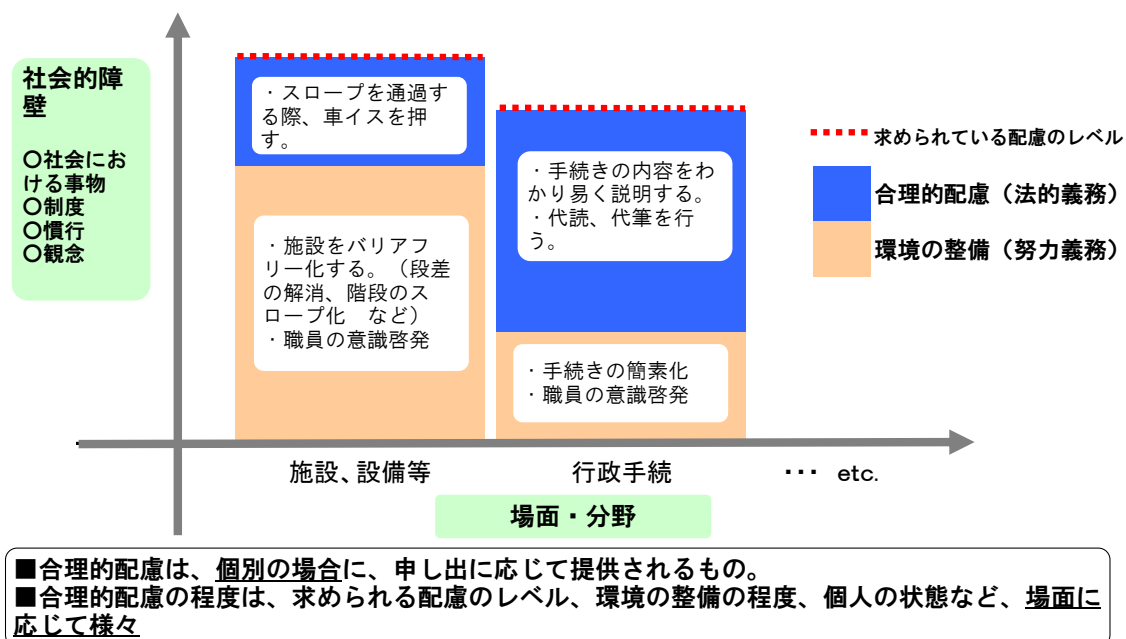 社会的障
壁
〇社会にお
ける事物
〇制度
〇慣行
〇観念
・スロープを通過す
る際、車イスを押
す。
・施設をバリアフ
リー化する。（段差
の解消、階段のス
ロープ化　など）
・職員の意識啓発
・手続きの内容をわ
かり易く説明する。
・代読、代筆を行
う。
・手続きの簡素化
・職員の意識啓発
求められている配慮のレベル
合理的配慮（法的義務）
環境の整備（努力義務）
施設、設備等
行政手続
・・・ etc.
場面・分野
■合理的配慮は、個別の場合に、申し出に応じて提供されるもの。
■合理的配慮の程度は、求められる配慮のレベル、環境の整備の程度、個人の状態など、場面に
応じて様々